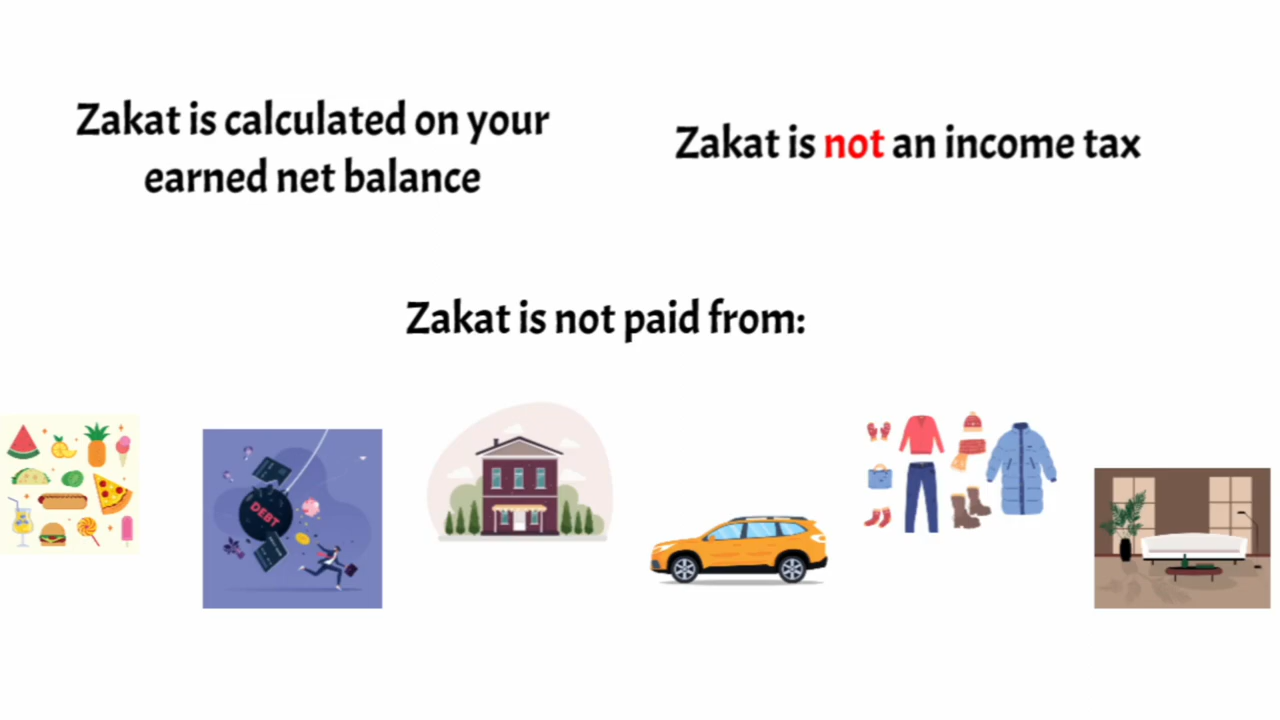 Zakat is calculated on your
earned net balance
Zakat is not an income tax
Zakat is not paid from:
DEBT